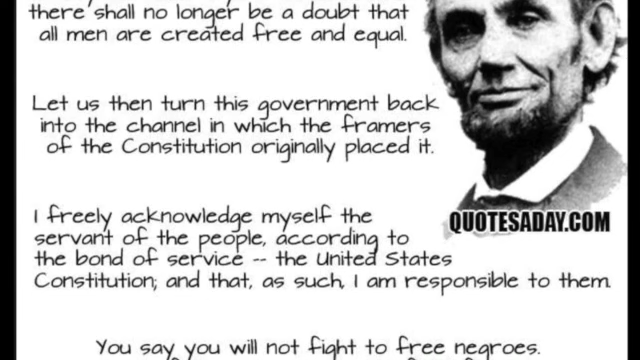 there shall no longer be a doubt that
all men are created free and equal.
Let us then turn this government back
into the channel in which the framers
of the Constitution originally placed it.
I freely acknowledge myself the
servant of the people, according to
the bond of service -- the United States
Constitution; and that, as such, I am responsible to them.
QUOTESADAY.COM
You say you will not fight to free negroes.